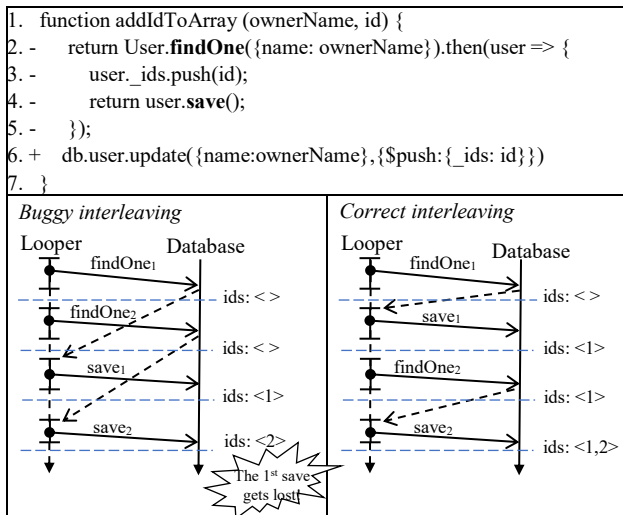 1. function addIdToArray (ownerName, id) {
2. - return User.findOne({name: ownerName}).then(user => {
3. - user._ids.push(id);
4. - return user.save();
5. - });
6. + db.user.update({name:ownerName},{$push:{_ids: id}})
7. }
Buggy interleaving
Looper
Database
findOne1
ids: < >
findOne2
ids: < >
save1
ids: <1>
save2
ids: <2>
The 1st save
gets lost!
Correct interleaving
Looper
Database
findOne1
ids: < >
save1
ids: <1>
findOne2
ids: <1>
save2
ids: <1,2>